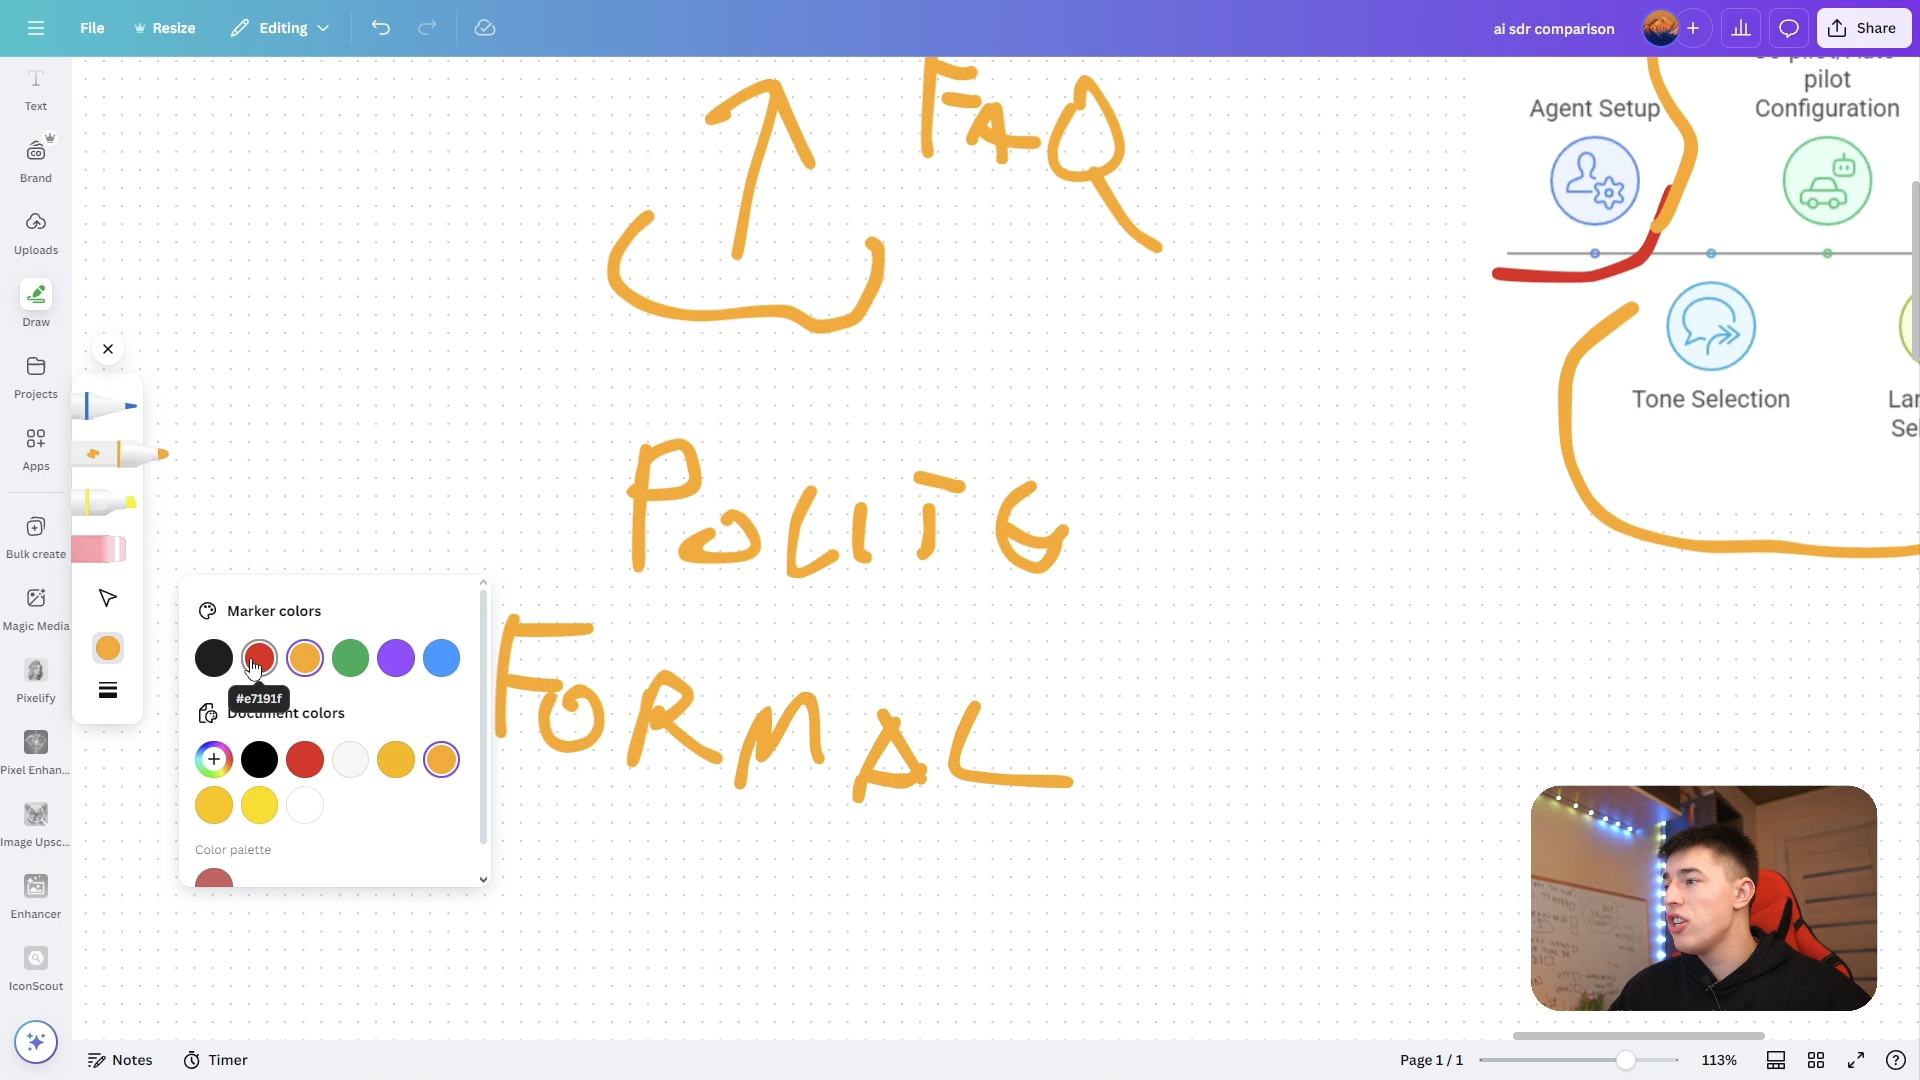 File
Resize
Editing
ai sdr comparison
Share
Text
Brand
Uploads
Draw
Projects
Apps
Bulk create
Magic Media
Pixelify
Pixel Enhan...
Image Upsc...
Enhancer
IconScout
FAQ
POLITE
FORMAL
Agent Setup
pilot
Configuration
Tone Selection
Lar
Se
Marker colors
#e7191f
Document colors
Color palette
Notes
Timer
Page 1 / 1
113%